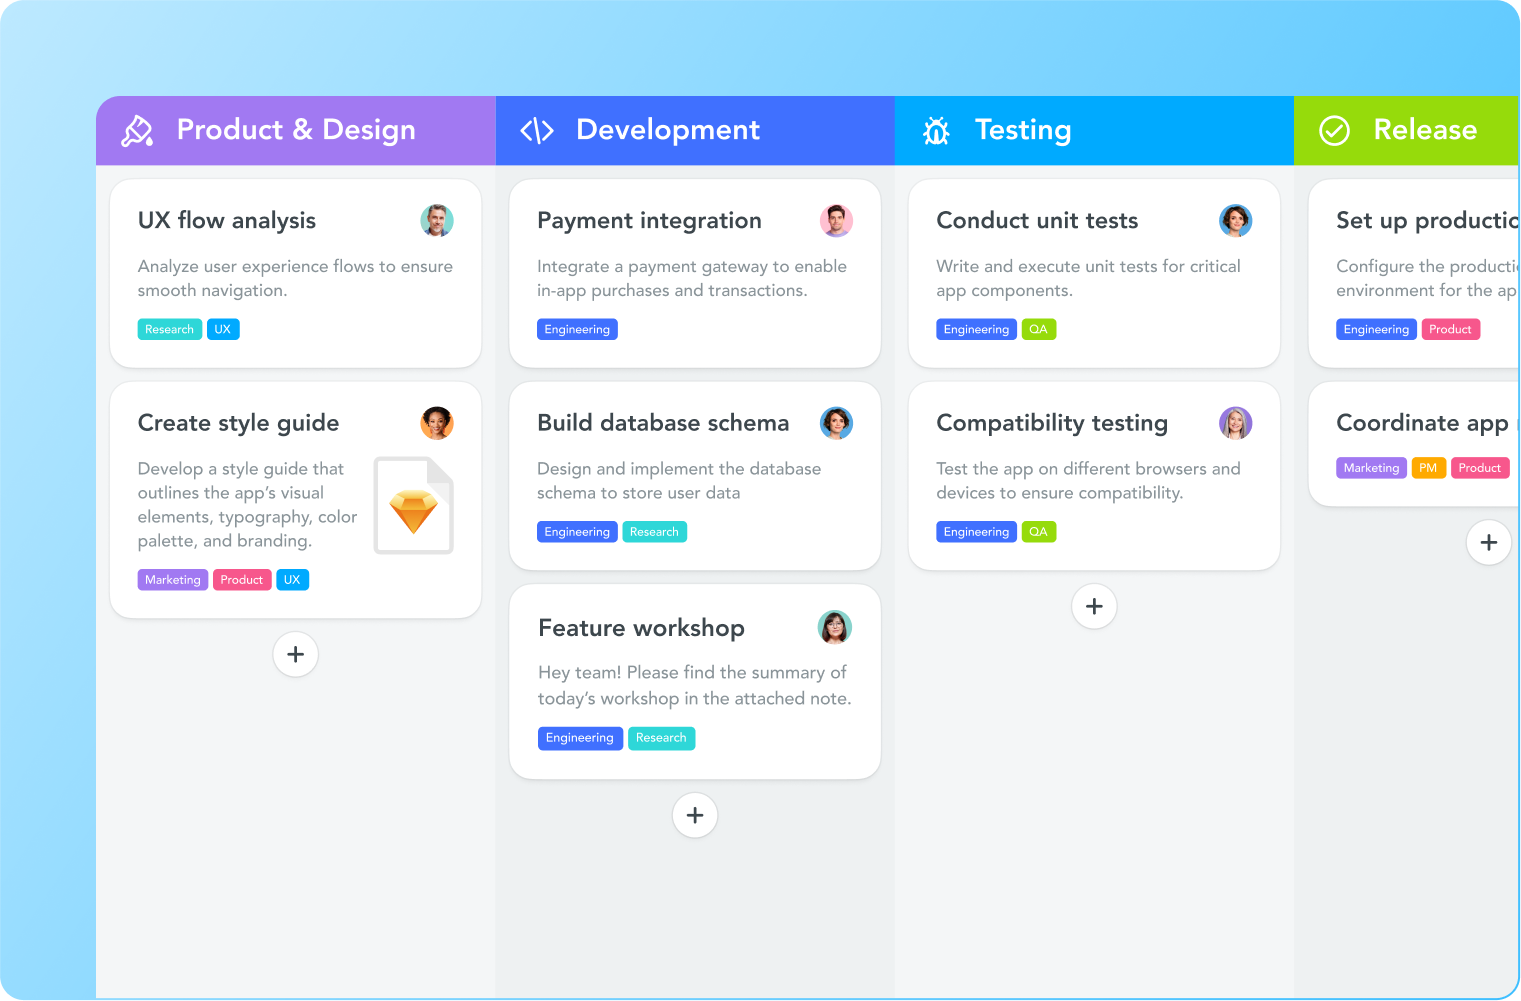 Product & Design
UX flow analysis
Analyze user experience flows to ensure
smooth navigation.
Research UX
Create style guide
Develop a style guide that
outlines the app’s visual
elements, typography, color
palette, and branding.
Marketing Product UX
Development
Payment integration
Integrate a payment gateway to enable
in-app purchases and transactions.
Engineering
Build database schema
Design and implement the database
schema to store user data
Engineering Research
Feature workshop
Hey team! Please find the summary of
today’s workshop in the attached note.
Engineering Research
Testing
Conduct unit tests
Write and execute unit tests for critical
app components.
Engineering QA
Compatibility testing
Test the app on different browsers and
devices to ensure compatibility.
Engineering QA
Release
Set up
Configure the
environment for the
Engineering Product
Coordinate app
Marketing PM Product